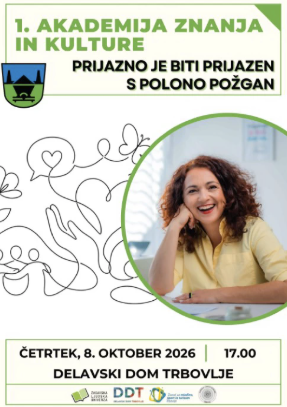 1. AKADEMIJA ZNANJA
IN KULTURE
PRIJAZNO JE BITI PRIJAZEN
S POLONO POŽGAN
ČETRTEK, 8. OKTOBER 2026 17.00
DELAVSKI DOM TRBOVLJE
DDT